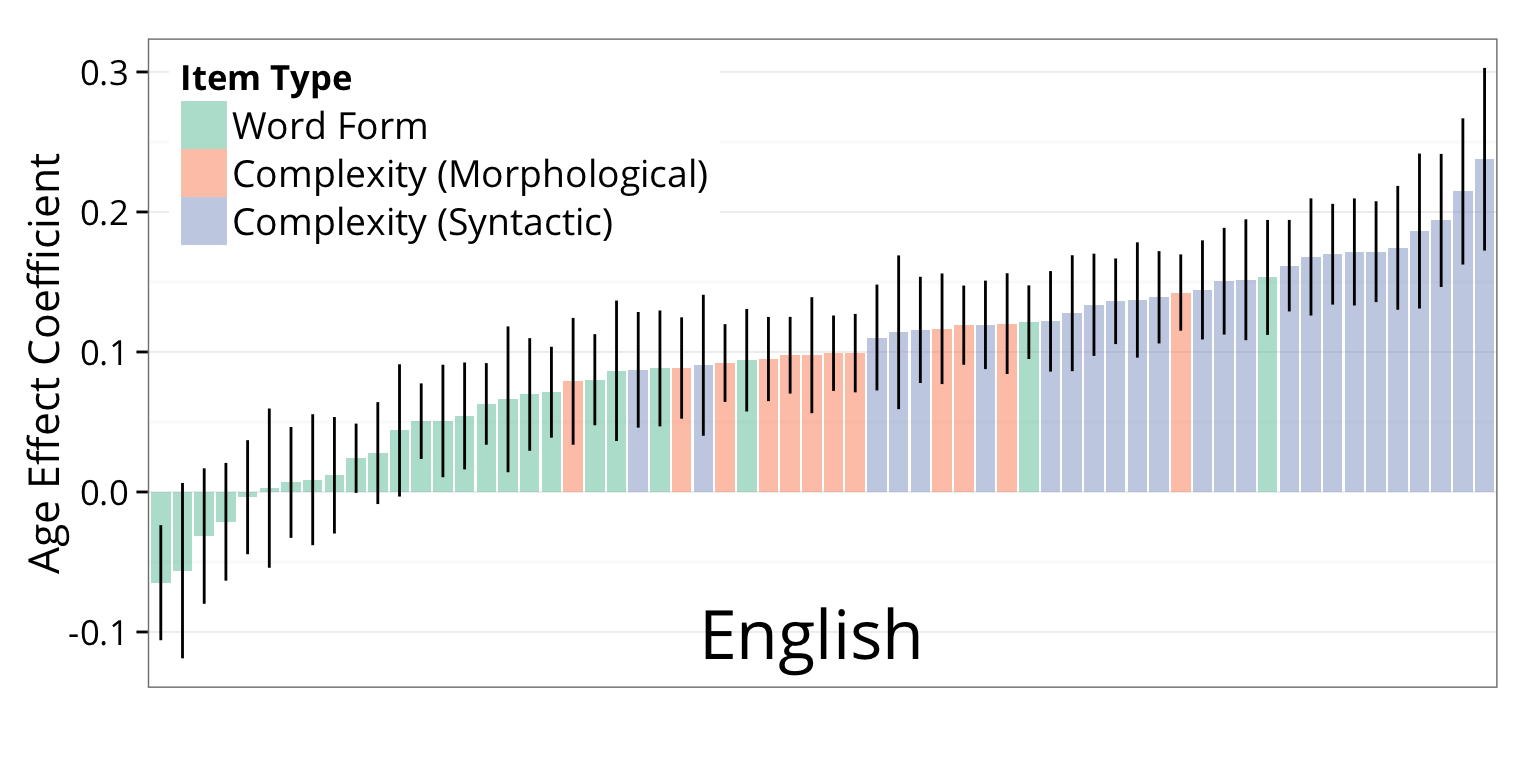 Age Effect Coefficient
0.3
0.2
0.1
0.0
-0.1
Item Type
Word Form
Complexity (Morphological)
Complexity (Syntactic)
English